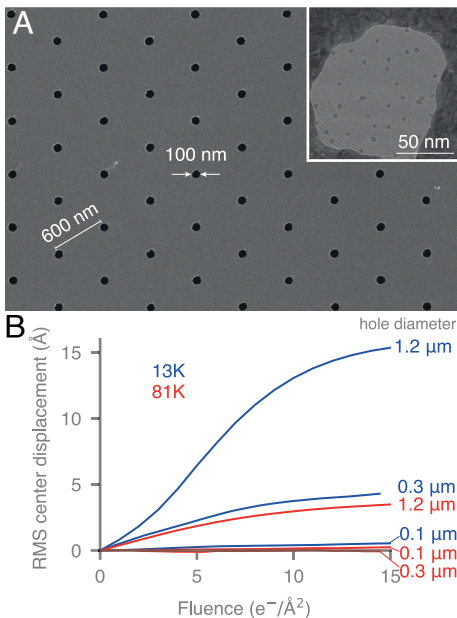 A
100 nm
600 nm
50 nm
B
hole diameter
RMS center displacement (Å)
15
10
5
0
13K
81K
1.2 µm
0.3 µm
1.2 µm
0.1 µm
0.1 µm
0.3 µm
0
5
10
15
Fluence (e⁻/Å²)